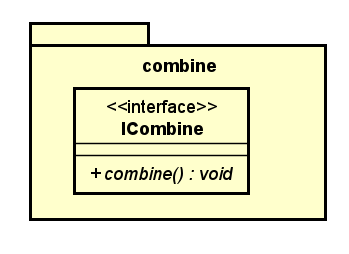 combine
<<interface>>
ICombine
+ combine() : void